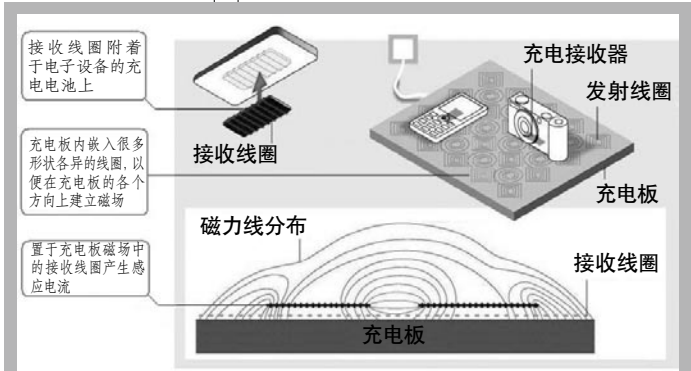 接收线圈附着
于电子设备的充
电电池上
接收线圈
充电接收器
发射线圈
充电板
充电板内嵌入很多
形状各异的线圈,以
便在充电板的各个
方向上建立磁场
磁力线分布
置于充电板磁场中
的接收线圈产生感
应电流
接收线圈
充电板